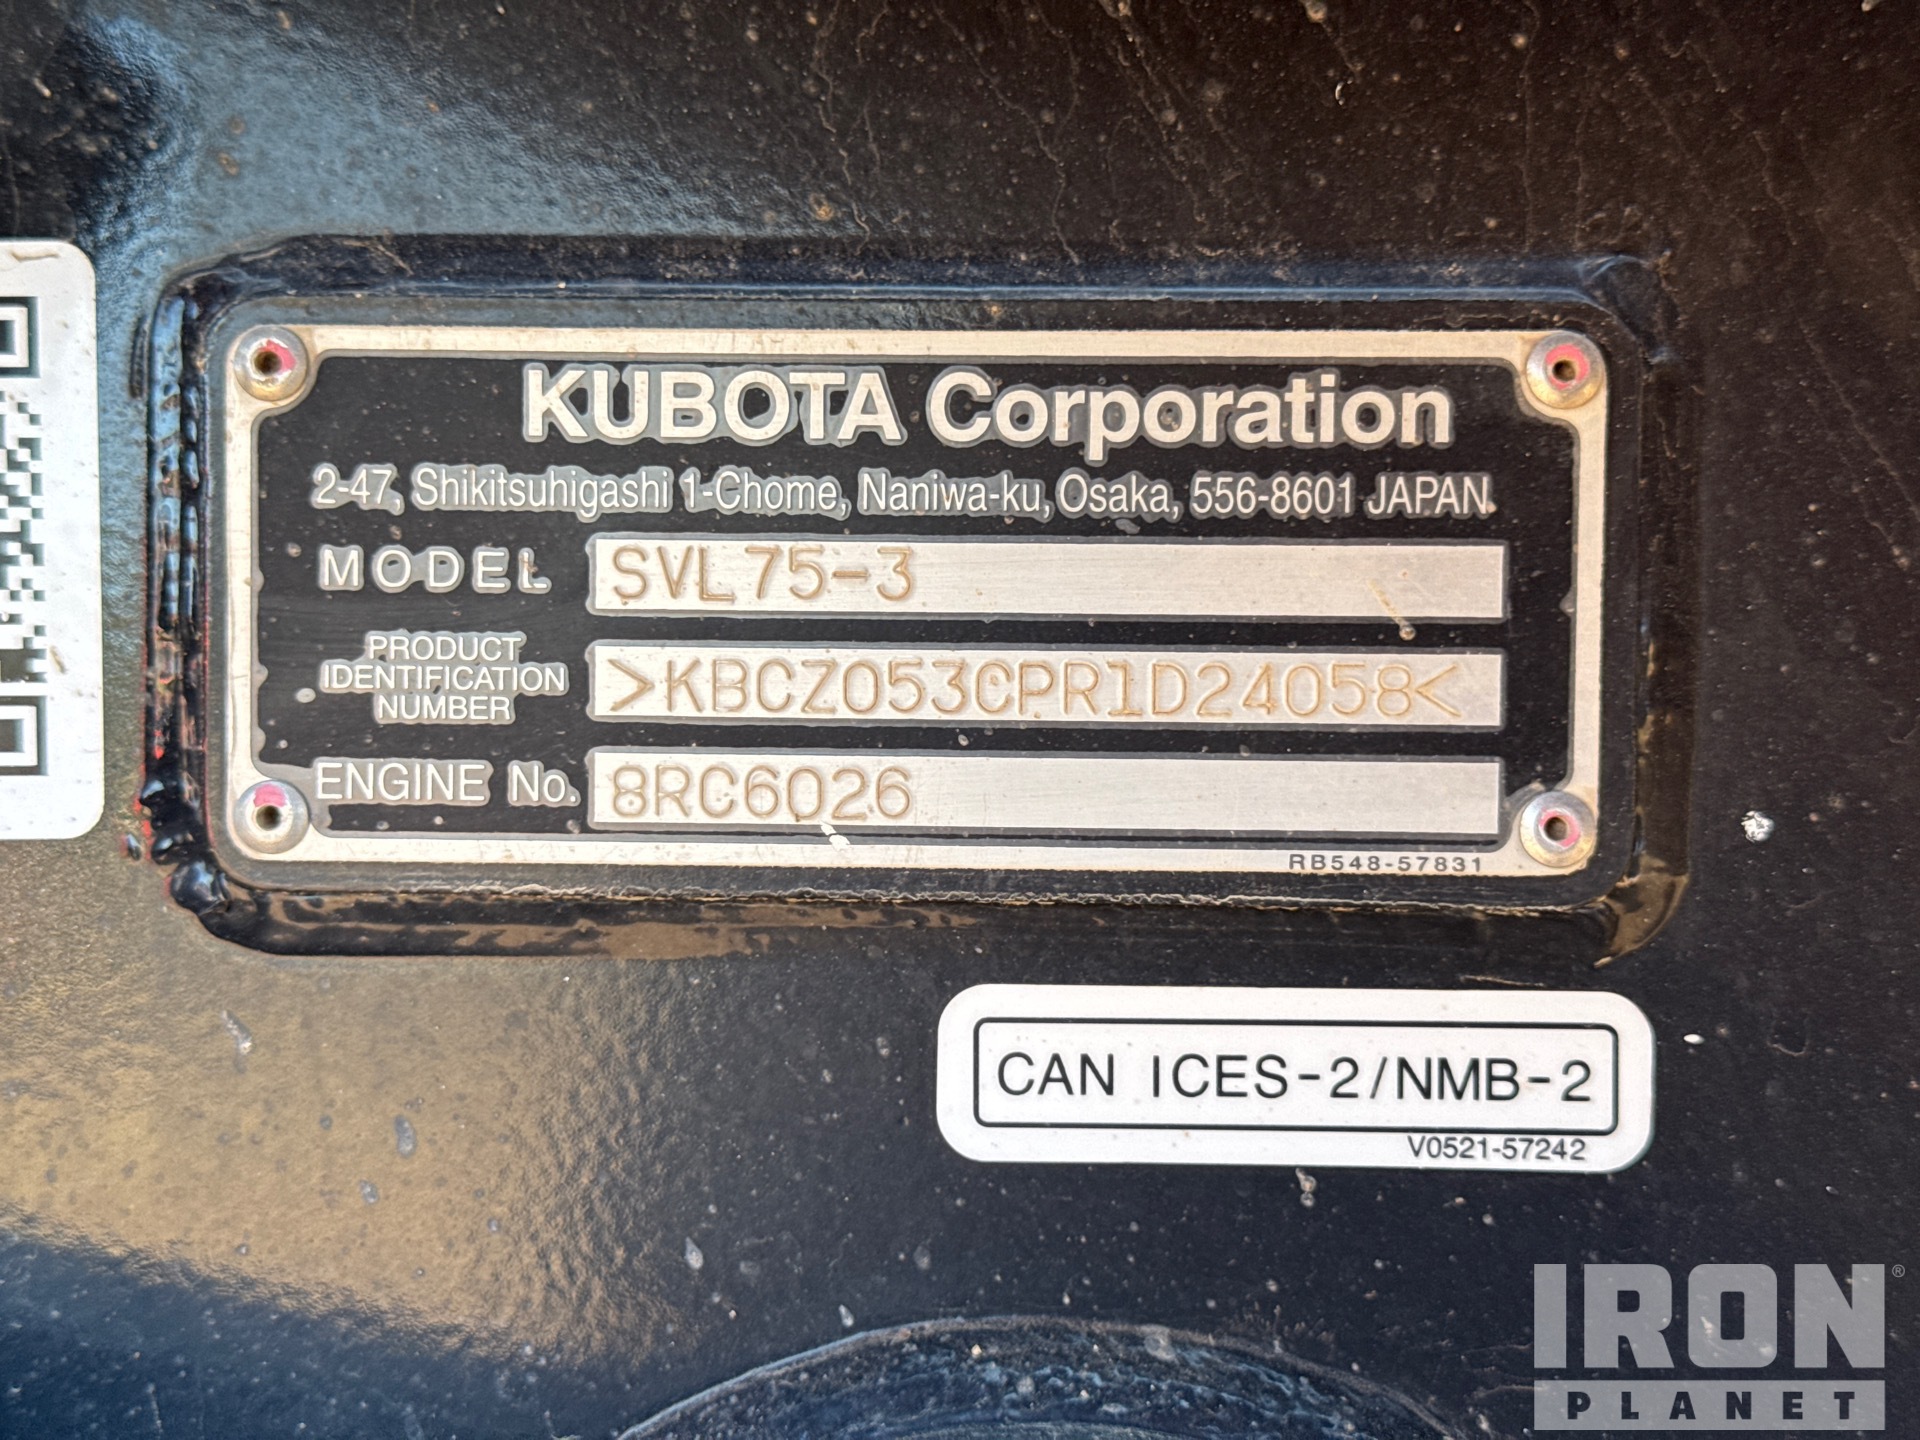 KUBOTA Corporation
2-47, Shikitsuhigashi 1-Chome, Naniwa-ku, Osaka, 556-8601 JAPAN
MODEL SVL75-3
PRODUCT
IDENTIFICATION
NUMBER >KBCZ053CPR1D24058<
ENGINE No. 8RC6026
RB548-57831
CAN ICES-2/NMB-2
V0521-57242
IRON®
PLANET